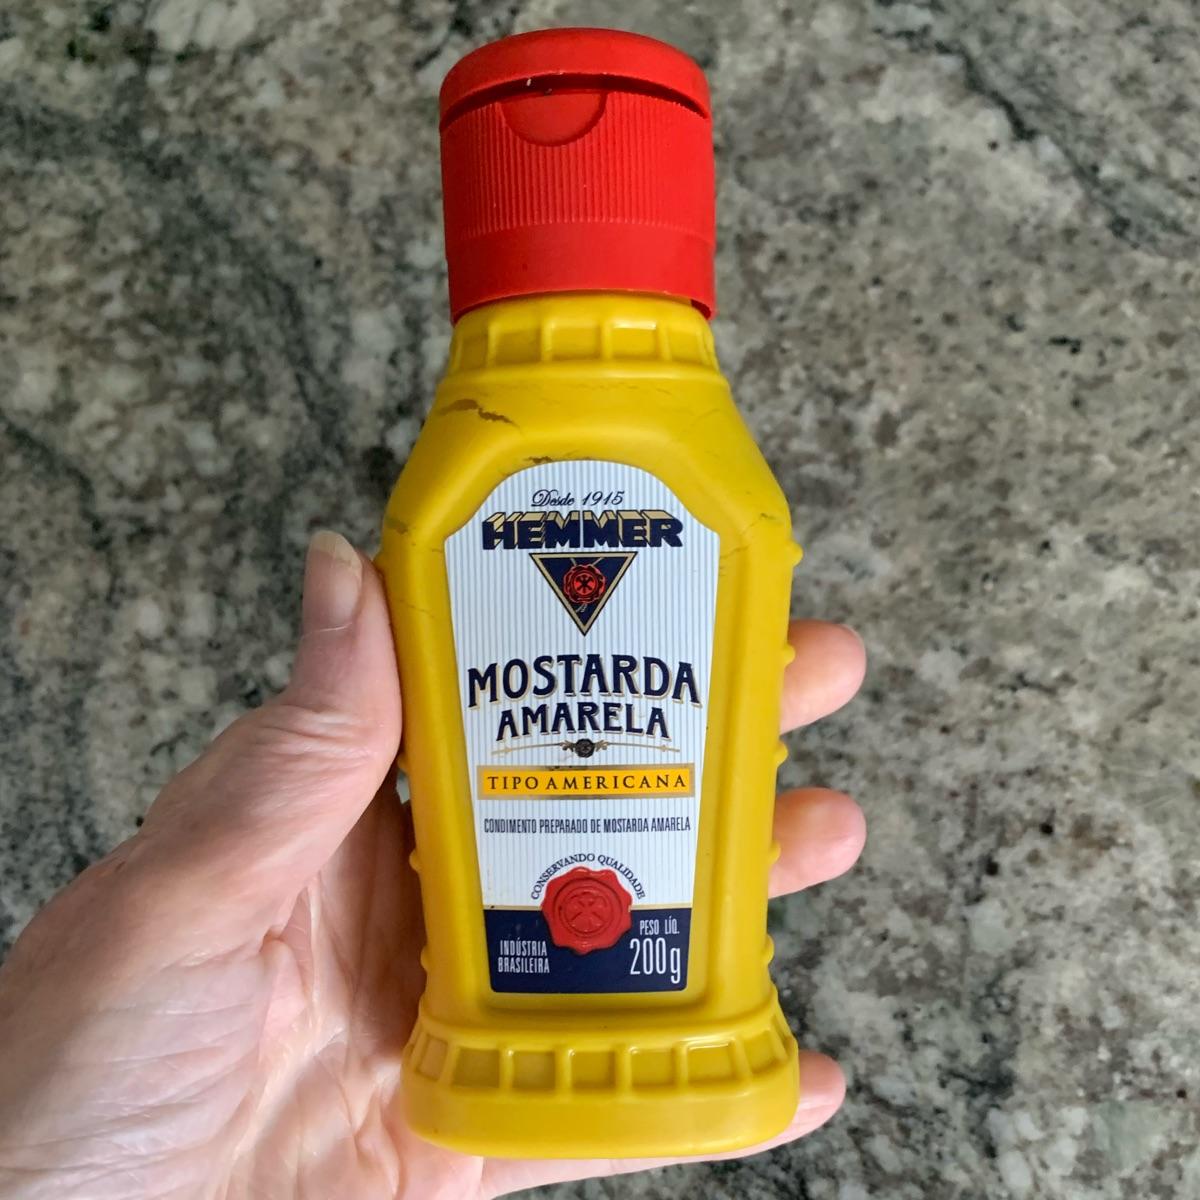 Desde 1915
HEMMER
MOSTARDA
AMARELA
TIPO AMERICANA
CONDIMENTO PREPARADO DE MOSTARDA AMARELA
CONSERVANDO QUALIDADE
INDÚSTRIA
BRASILEIRA
PESO LÍQ.
200g